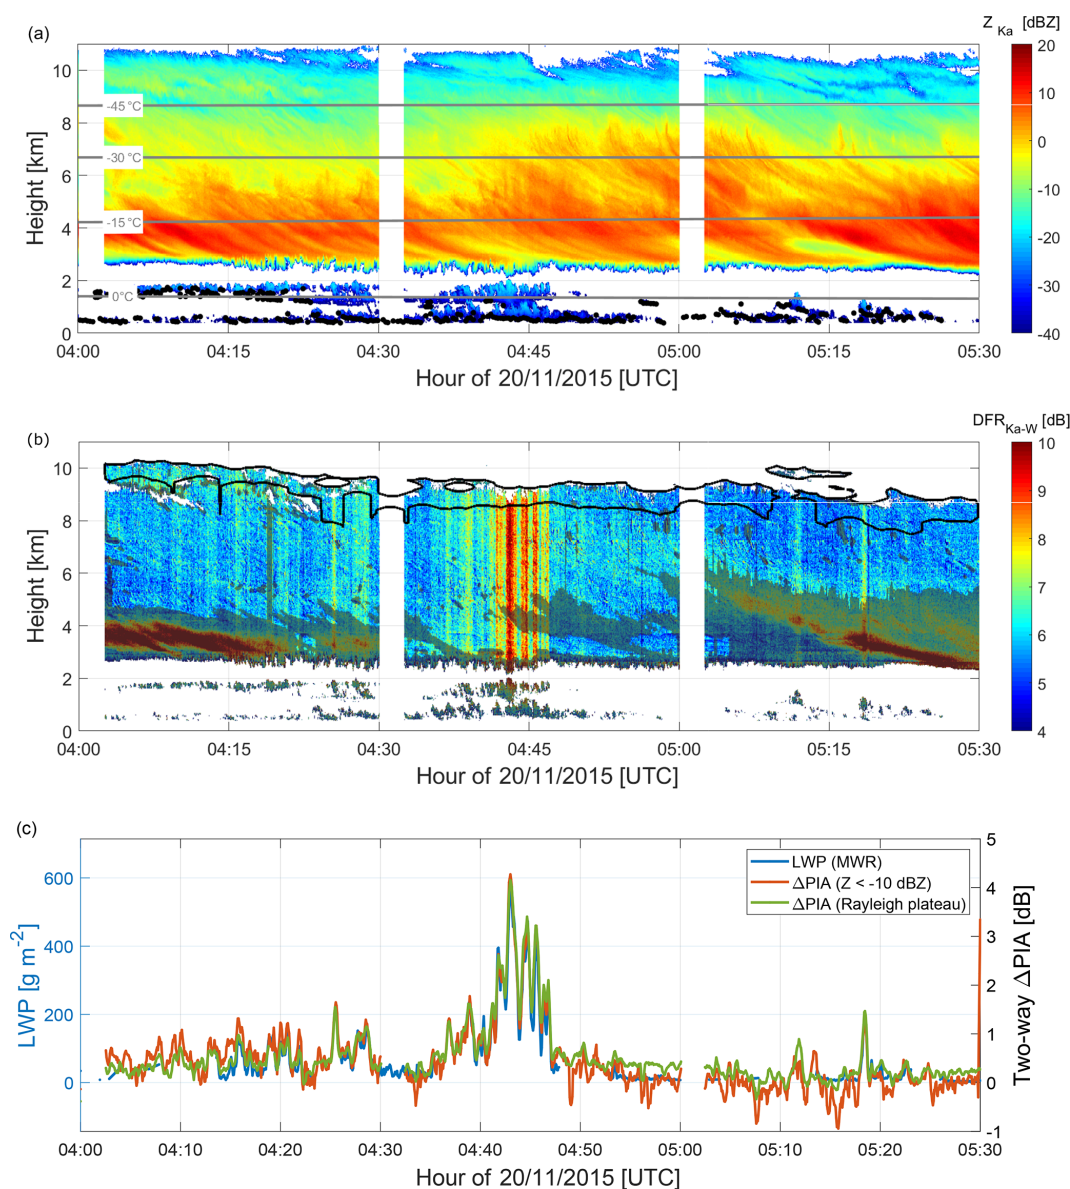 (a)
Z Ka [dBZ]
10
8
6
4
2
0
Height [km]
-45 °C
-30 °C
-15 °C
0°C
20
10
0
-10
-20
-30
-40
04:00 04:15 04:30 04:45 05:00 05:15 05:30
Hour of 20/11/2015 [UTC]
(b)
DFR Ka-W [dB]
10
8
6
4
2
0
Height [km]
10
9
8
7
6
5
4
04:00 04:15 04:30 04:45 05:00 05:15 05:30
Hour of 20/11/2015 [UTC]
(c)
600
400
200
0
LWP [g m-2]
LWP (MWR)
ΔPIA (Z < -10 dBZ)
ΔPIA (Rayleigh plateau)
5
4
3
2
1
0
-1
Two-way ΔPIA [dB]
04:00 04:10 04:20 04:30 04:40 04:50 05:00 05:10 05:20 05:30
Hour of 20/11/2015 [UTC]